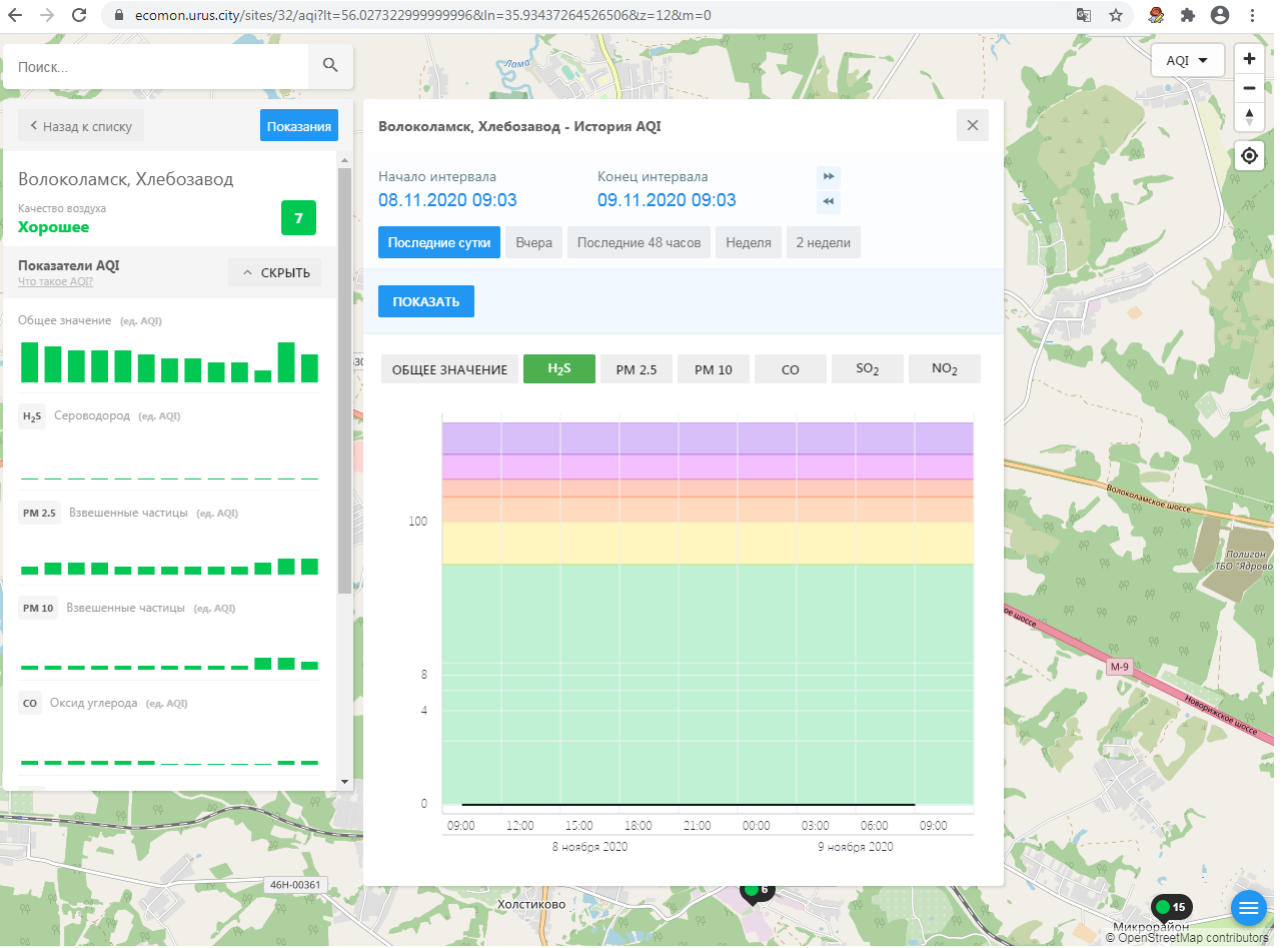 ecomon.urus.city/sites/32/aqi?lt=56.027322999999996&ln=35.93437264526506&z=12&m=0
Поиск...
AQI
Назад к списку
Показания
Волоколамск, Хлебозавод
Качество воздуха
Хорошее
7
Показатели AQI
Что такое AQI?
СКРЫТЬ
Общее значение (ед. AQI)
H2S Сероводород (ед. AQI)
PM 2.5 Взвешенные частицы (ед. AQI)
PM 10 Взвешенные частицы (ед. AQI)
CO Оксид углерода (ед. AQI)
Волоколамск, Хлебозавод - История AQI
Начало интервала
08.11.2020 09:03
Конец интервала
09.11.2020 09:03
Последние сутки
Вчера
Последние 48 часов
Неделя
2 недели
ПОКАЗАТЬ
ОБЩЕЕ ЗНАЧЕНИЕ
H2S
PM 2.5
PM 10
CO
SO2
NO2
100
8
4
0
09:00 12:00 15:00 18:00 21:00 00:00 03:00 06:00 09:00
8 ноября 2020
9 ноября 2020
Волоколамское шоссе
Полигон
ТБО "Ядрово"
шоссе
М-9
Новорижское шоссе
46Н-00361
Холстиково
6
15
Микрорайон
© OpenStreetMap contributors
Лама